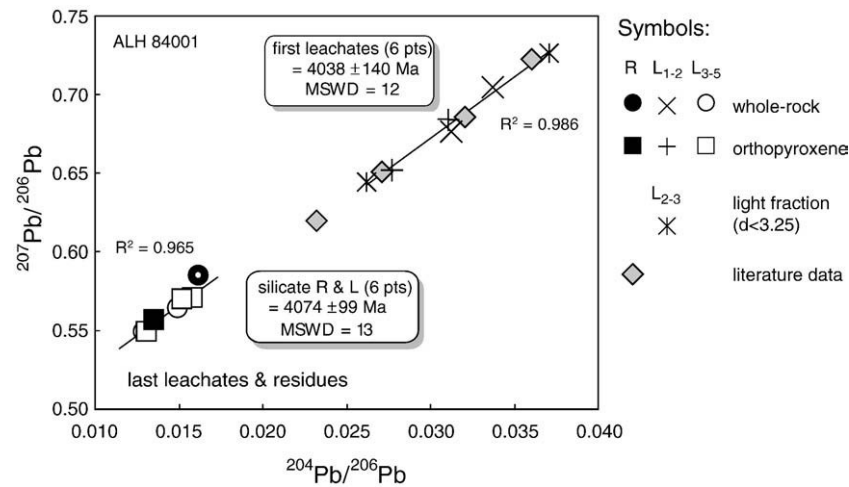 ALH 84001
first leachates (6 pts)
= 4038 ±140 Ma
MSWD = 12
R² = 0.986
R² = 0.965
silicate R & L (6 pts)
= 4074 ±99 Ma
MSWD = 13
last leachates & residues
0.75
0.70
0.65
0.60
0.55
0.50
0.010
0.015
0.020
0.025
0.030
0.035
0.040
²⁰⁷Pb/²⁰⁶Pb
²⁰⁴Pb/²⁰⁶Pb
Symbols:
R L₁₋₂ L₃₋₅
whole-rock
orthopyroxene
L₂₋₃
light fraction
(d<3.25)
literature data